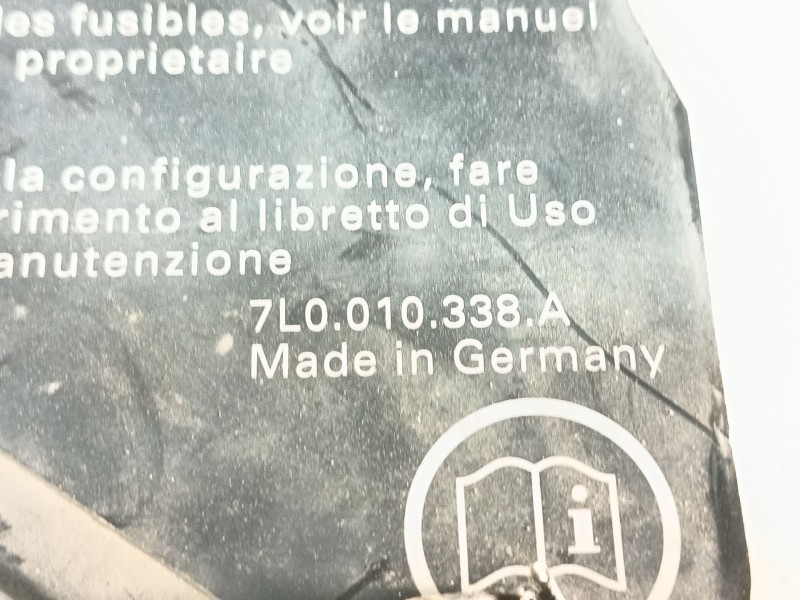 les fusibles, voir le manuel
proprietaire
la configurazione, fare
rimento al libretto di Uso
anutenzione
7L0.010.338.A
Made in Germany
i